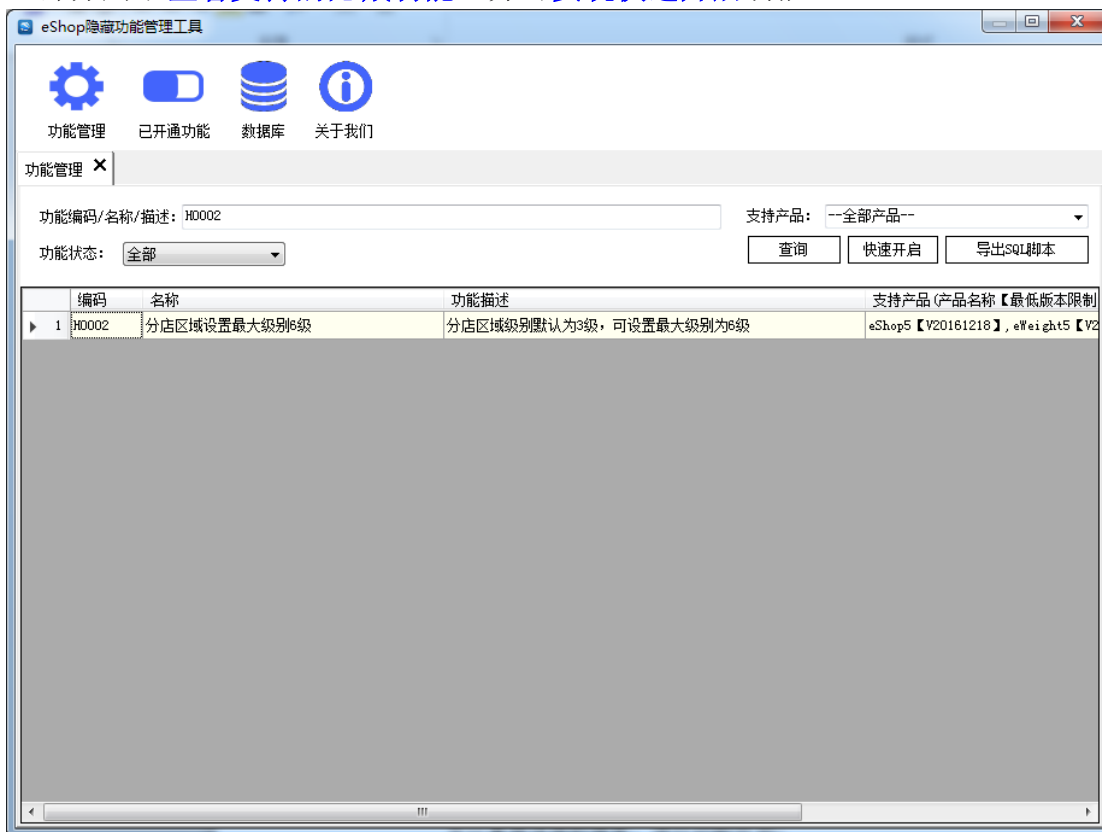 eShop隐藏功能管理工具
功能管理 已开通功能 数据库 关于我们
功能管理
功能编码/名称/描述: H0002 支持产品: --全部产品--
功能状态: 全部 查询 快速开启 导出SQL脚本
编码 名称 功能描述 支持产品(产品名称【最低版本限制
1 H0002 分店区域设置最大级别6级 分店区域级别默认为3级，可设置最大级别为6级 eShop5【V20161218】,eWeight5【V2